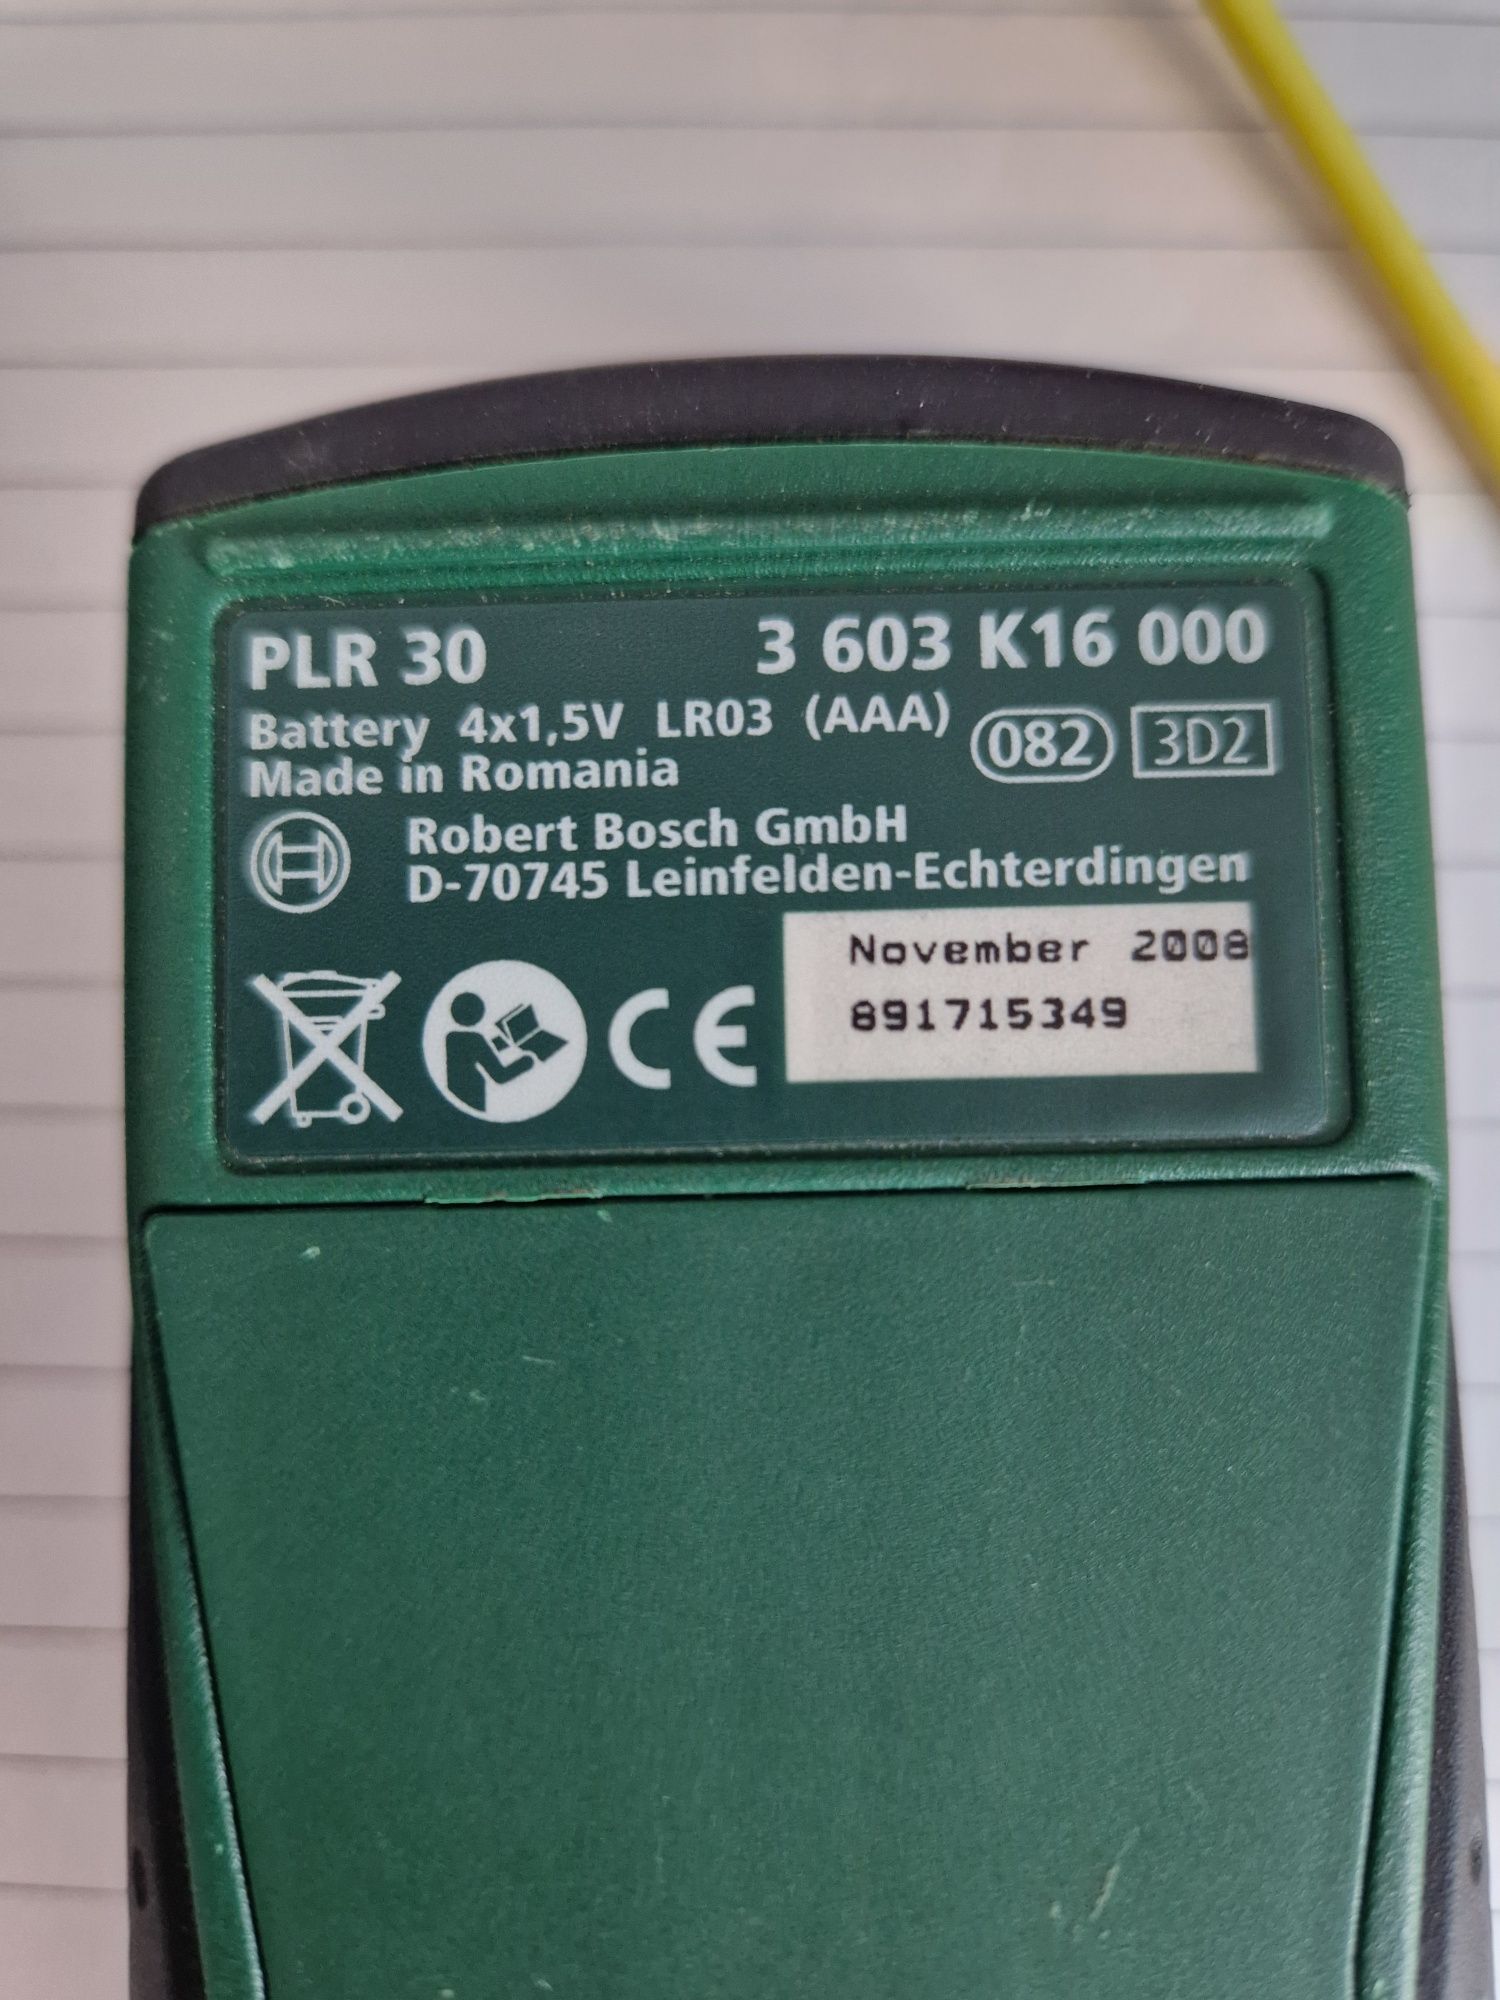 PLR 30 3 603 K16 000
Battery 4x1,5V LR03 (AAA) 082 3D2
Made in Romania
Robert Bosch GmbH
D-70745 Leinfelden-Echterdingen
CE
November 2008
891715349